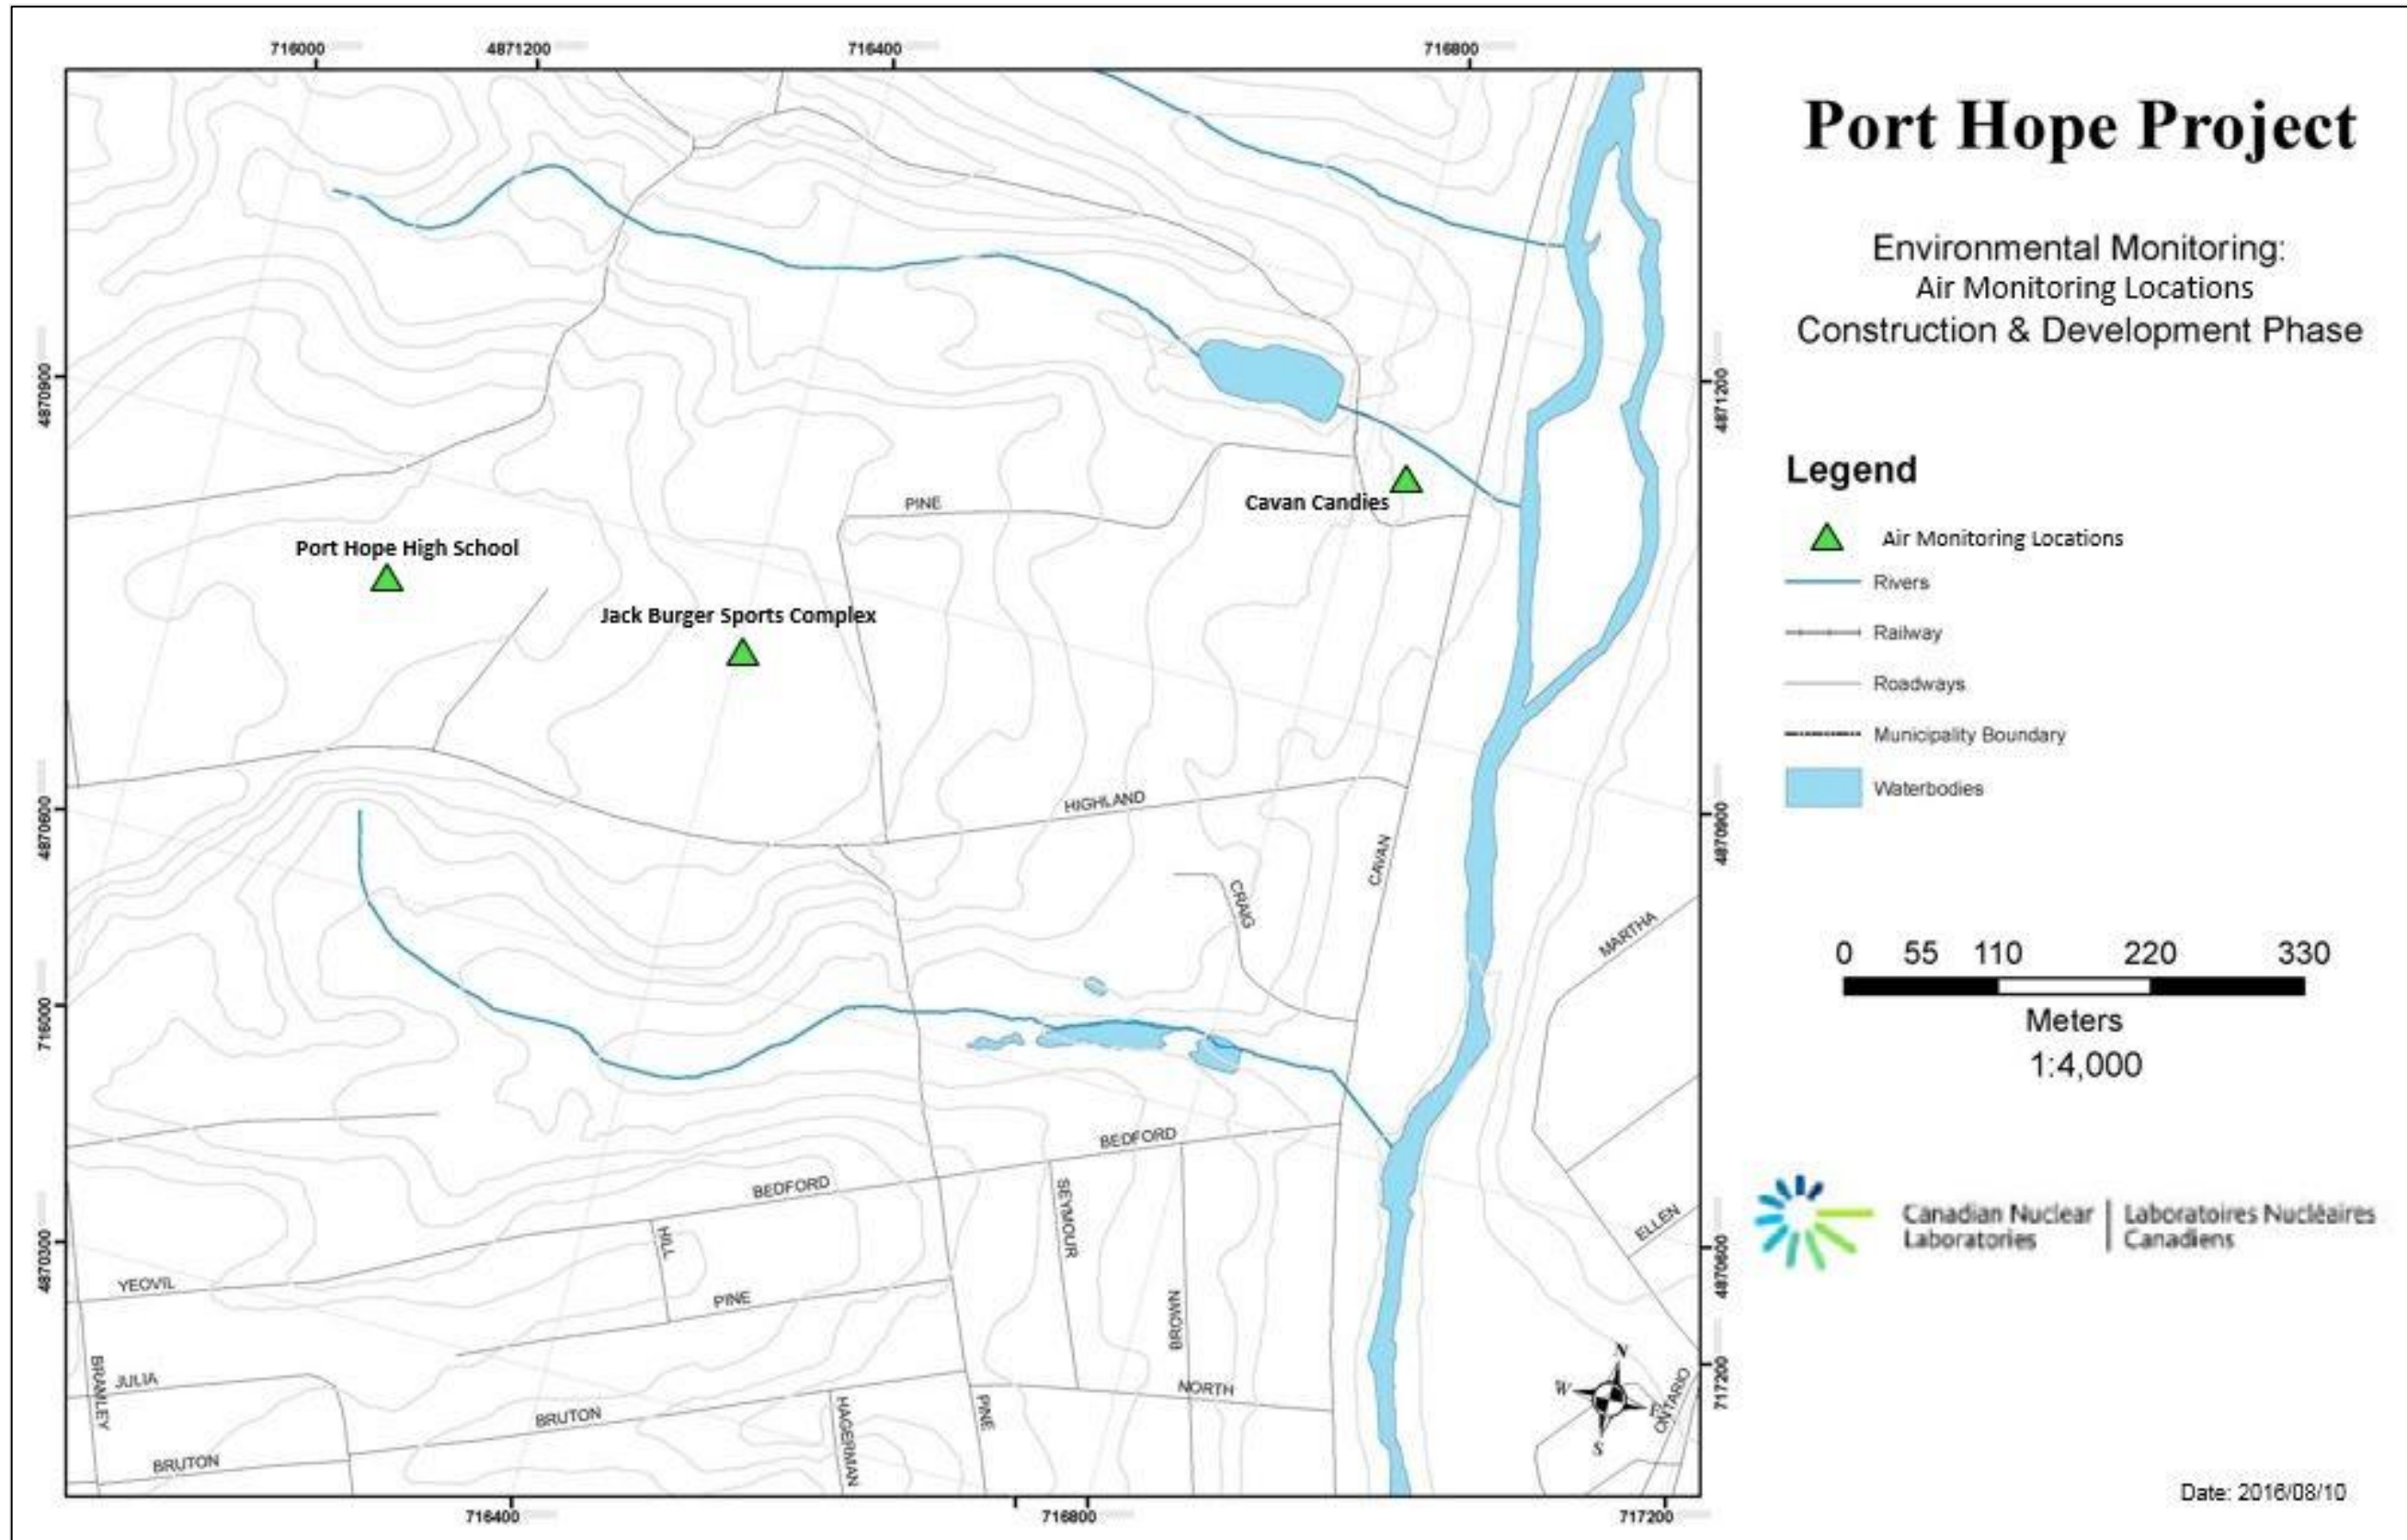 716000
4871200
716400
716800
Port Hope Project
Environmental Monitoring:
Air Monitoring Locations
Construction & Development Phase
4870900
4871200
Legend
Air Monitoring Locations
Rivers
Railway
Roadways
Municipality Boundary
Waterbodies
PINE
Cavan Candies
Port Hope High School
Jack Burger Sports Complex
4870600
4870900
HIGHLAND
CAVAN
CRAIG
MARTHA
0 55 110 220 330
Meters
1:4,000
716000
BEDFORD
BEDFORD
SEYMOUR
HILL
ELLEN
Canadian Nuclear
Laboratories
Laboratoires Nucléaires
Canadiens
4870300
4870600
YEOVIL
PINE
BROWN
BRAMLEY
JULIA
NORTH
N
W
E
S
ONTARIO
717200
BRUTON
HAGERMAN
PINE
BRUTON
Date: 2016/08/10
716400
716800
717200